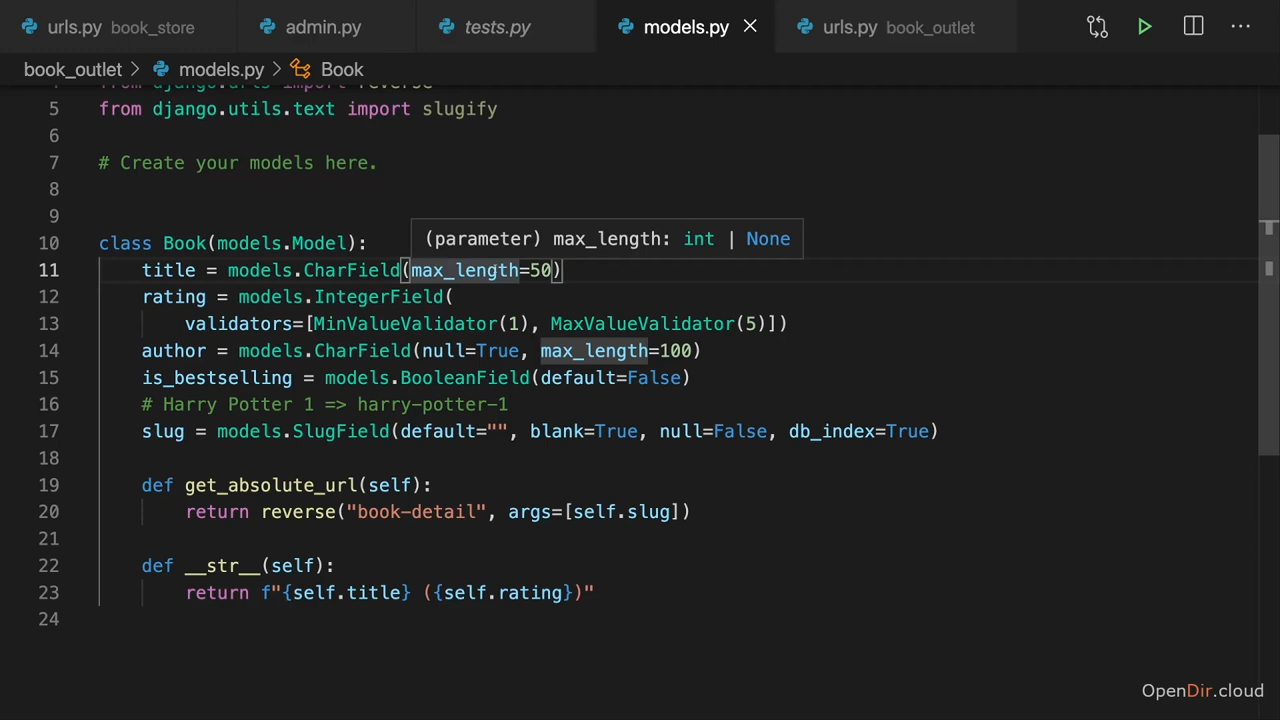 urls.py book_store
admin.py
tests.py
models.py
urls.py book_outlet
book_outlet > models.py > Book
4 from django.urls import reverse
5 from django.utils.text import slugify
6
7 # Create your models here.
8
9
(parameter) max_length: int | None
10 class Book(models.Model):
11 title = models.CharField(max_length=50)
12 rating = models.IntegerField(
13 validators=[MinValueValidator(1), MaxValueValidator(5)])
14 author = models.CharField(null=True, max_length=100)
15 is_bestselling = models.BooleanField(default=False)
16 # Harry Potter 1 => harry-potter-1
17 slug = models.SlugField(default="", blank=True, null=False, db_index=True)
18
19 def get_absolute_url(self):
20 return reverse("book-detail", args=[self.slug])
21
22 def __str__(self):
23 return f"{self.title} ({self.rating})"
24
OpenDir.cloud